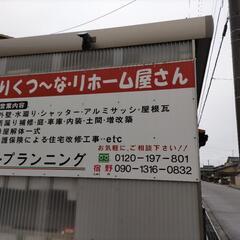 りくつ〜な・リホーム屋さん
営業内容
外壁・水漏り・シャッター・アルミサッシ・屋根瓦
雨漏り補修・庭・車庫・内装・土間・増改築
屋解体一式
護保険による住宅改修工事…etc
お気軽に、ご相談下さい!!
プランニング
0120-197-801
宿野 090-1316-0832